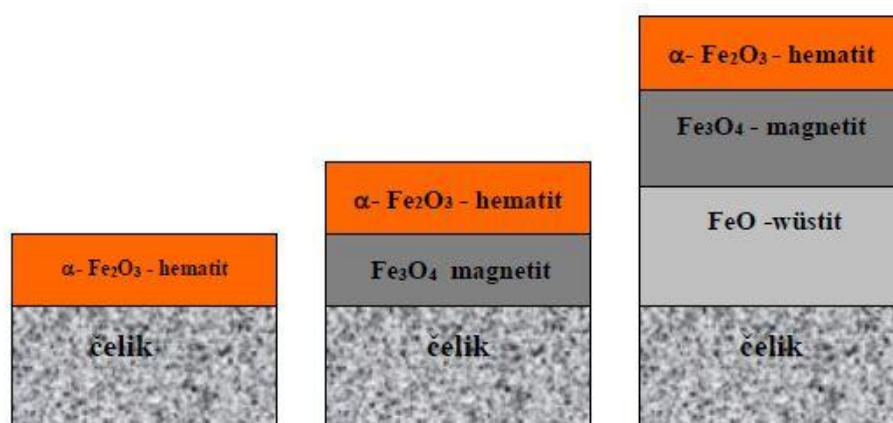 α- Fe₂O₃ - hematit
čelik
α- Fe₂O₃ - hematit
Fe₃O₄ magnetit
čelik
α- Fe₂O₃ - hematit
Fe₃O₄ - magnetit
FeO -wüstit
čelik